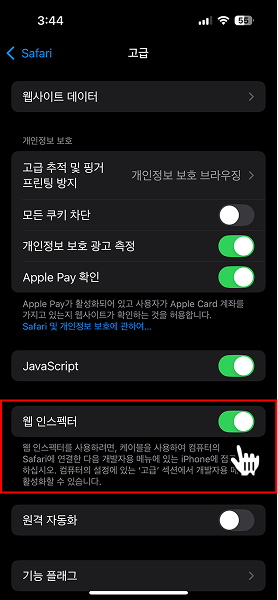 3:44
55
Safari
고급
웹사이트 데이터
개인정보 보호
고급 추적 및 핑거
프린팅 방지
개인정보 보호 브라우징
모든 쿠키 차단
개인정보 보호 광고 측정
Apple Pay 확인
Apple Pay가 활성화되어 있고 사용자가 Apple Card 계좌를
가지고 있는지 웹사이트가 확인하는 것을 허용합니다.
Safari 및 개인정보 보호에 관하여...
JavaScript
웹 인스펙터
웹 인스펙터를 사용하려면, 케이블을 사용하여 컴퓨터의
Safari에 연결한 다음 개발자용 메뉴에 있는 iPhone에 접
하십시오. 컴퓨터의 설정에 있는 '고급' 섹션에서 개발자용 메
활성화할 수 있습니다.
원격 자동화
기능 플래그